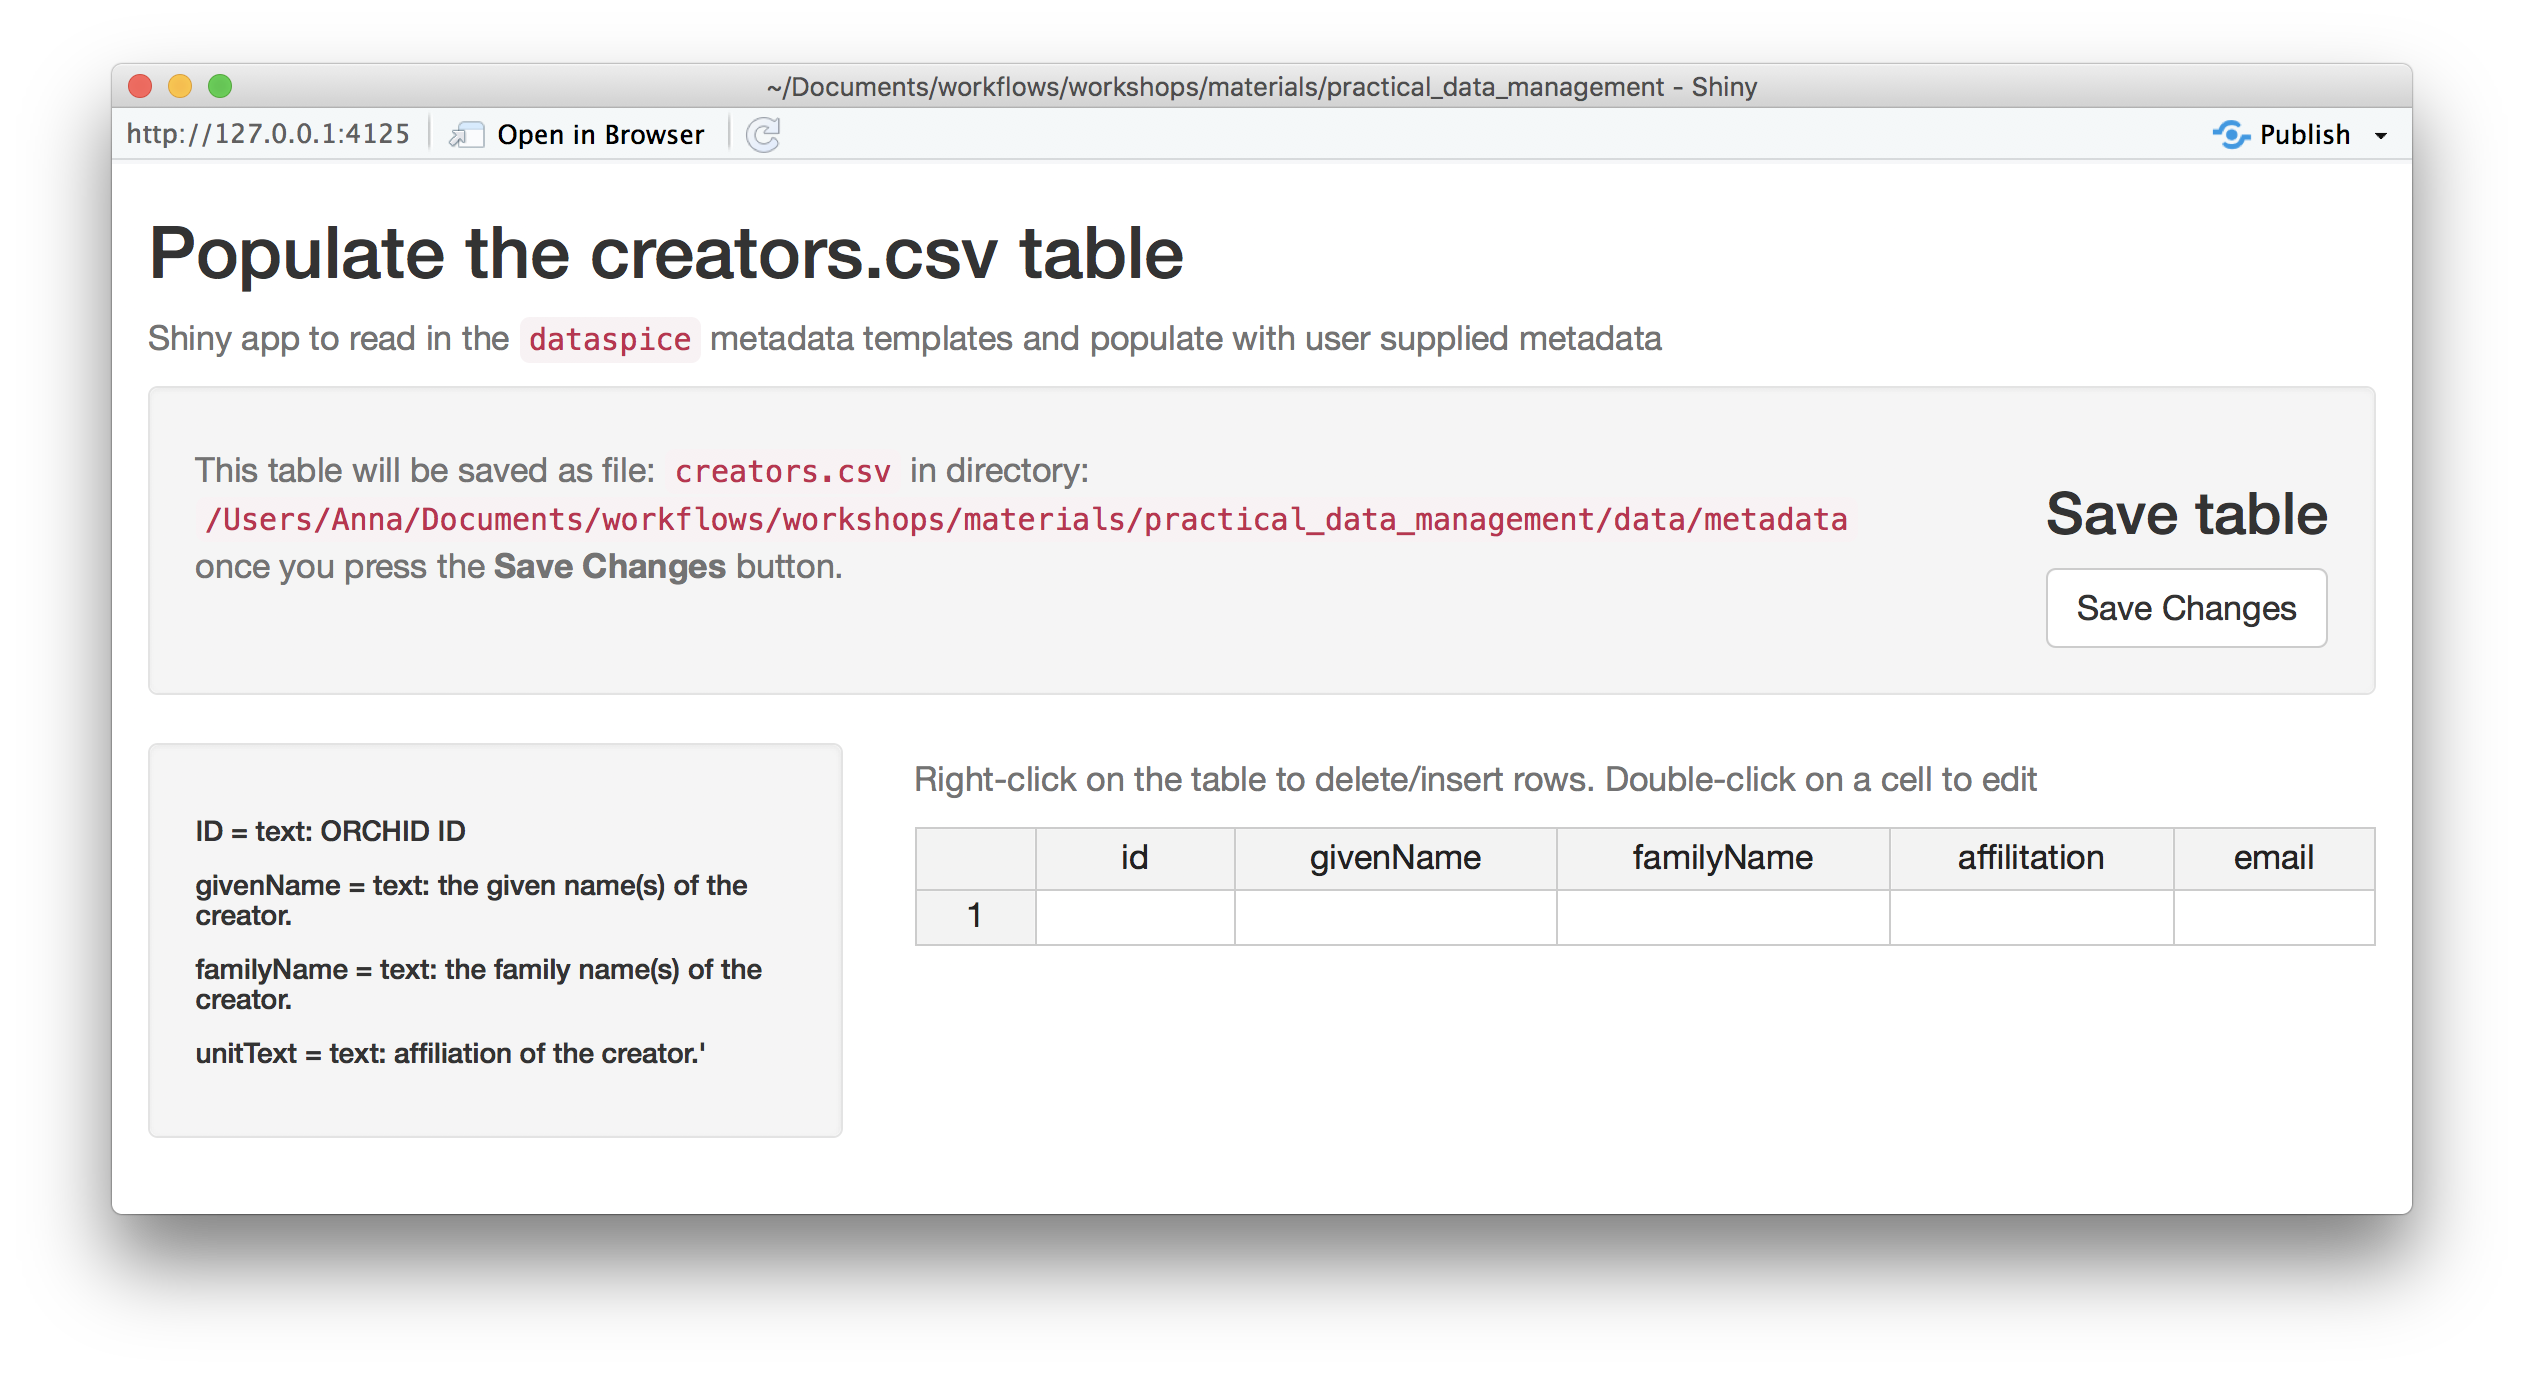 ~/Documents/workflows/workshops/materials/practical_data_management - Shiny
http://127.0.0.1:4125 Open in Browser Publish
Populate the creators.csv table
Shiny app to read in the dataspice metadata templates and populate with user supplied metadata
This table will be saved as file: creators.csv in directory:
/Users/Anna/Documents/workflows/workshops/materials/practical_data_management/data/metadata
once you press the Save Changes button.
Save table
Save Changes
ID = text: ORCHID ID
givenName = text: the given name(s) of the
creator.
familyName = text: the family name(s) of the
creator.
unitText = text: affiliation of the creator.'
Right-click on the table to delete/insert rows. Double-click on a cell to edit
id givenName familyName affilitation email
1